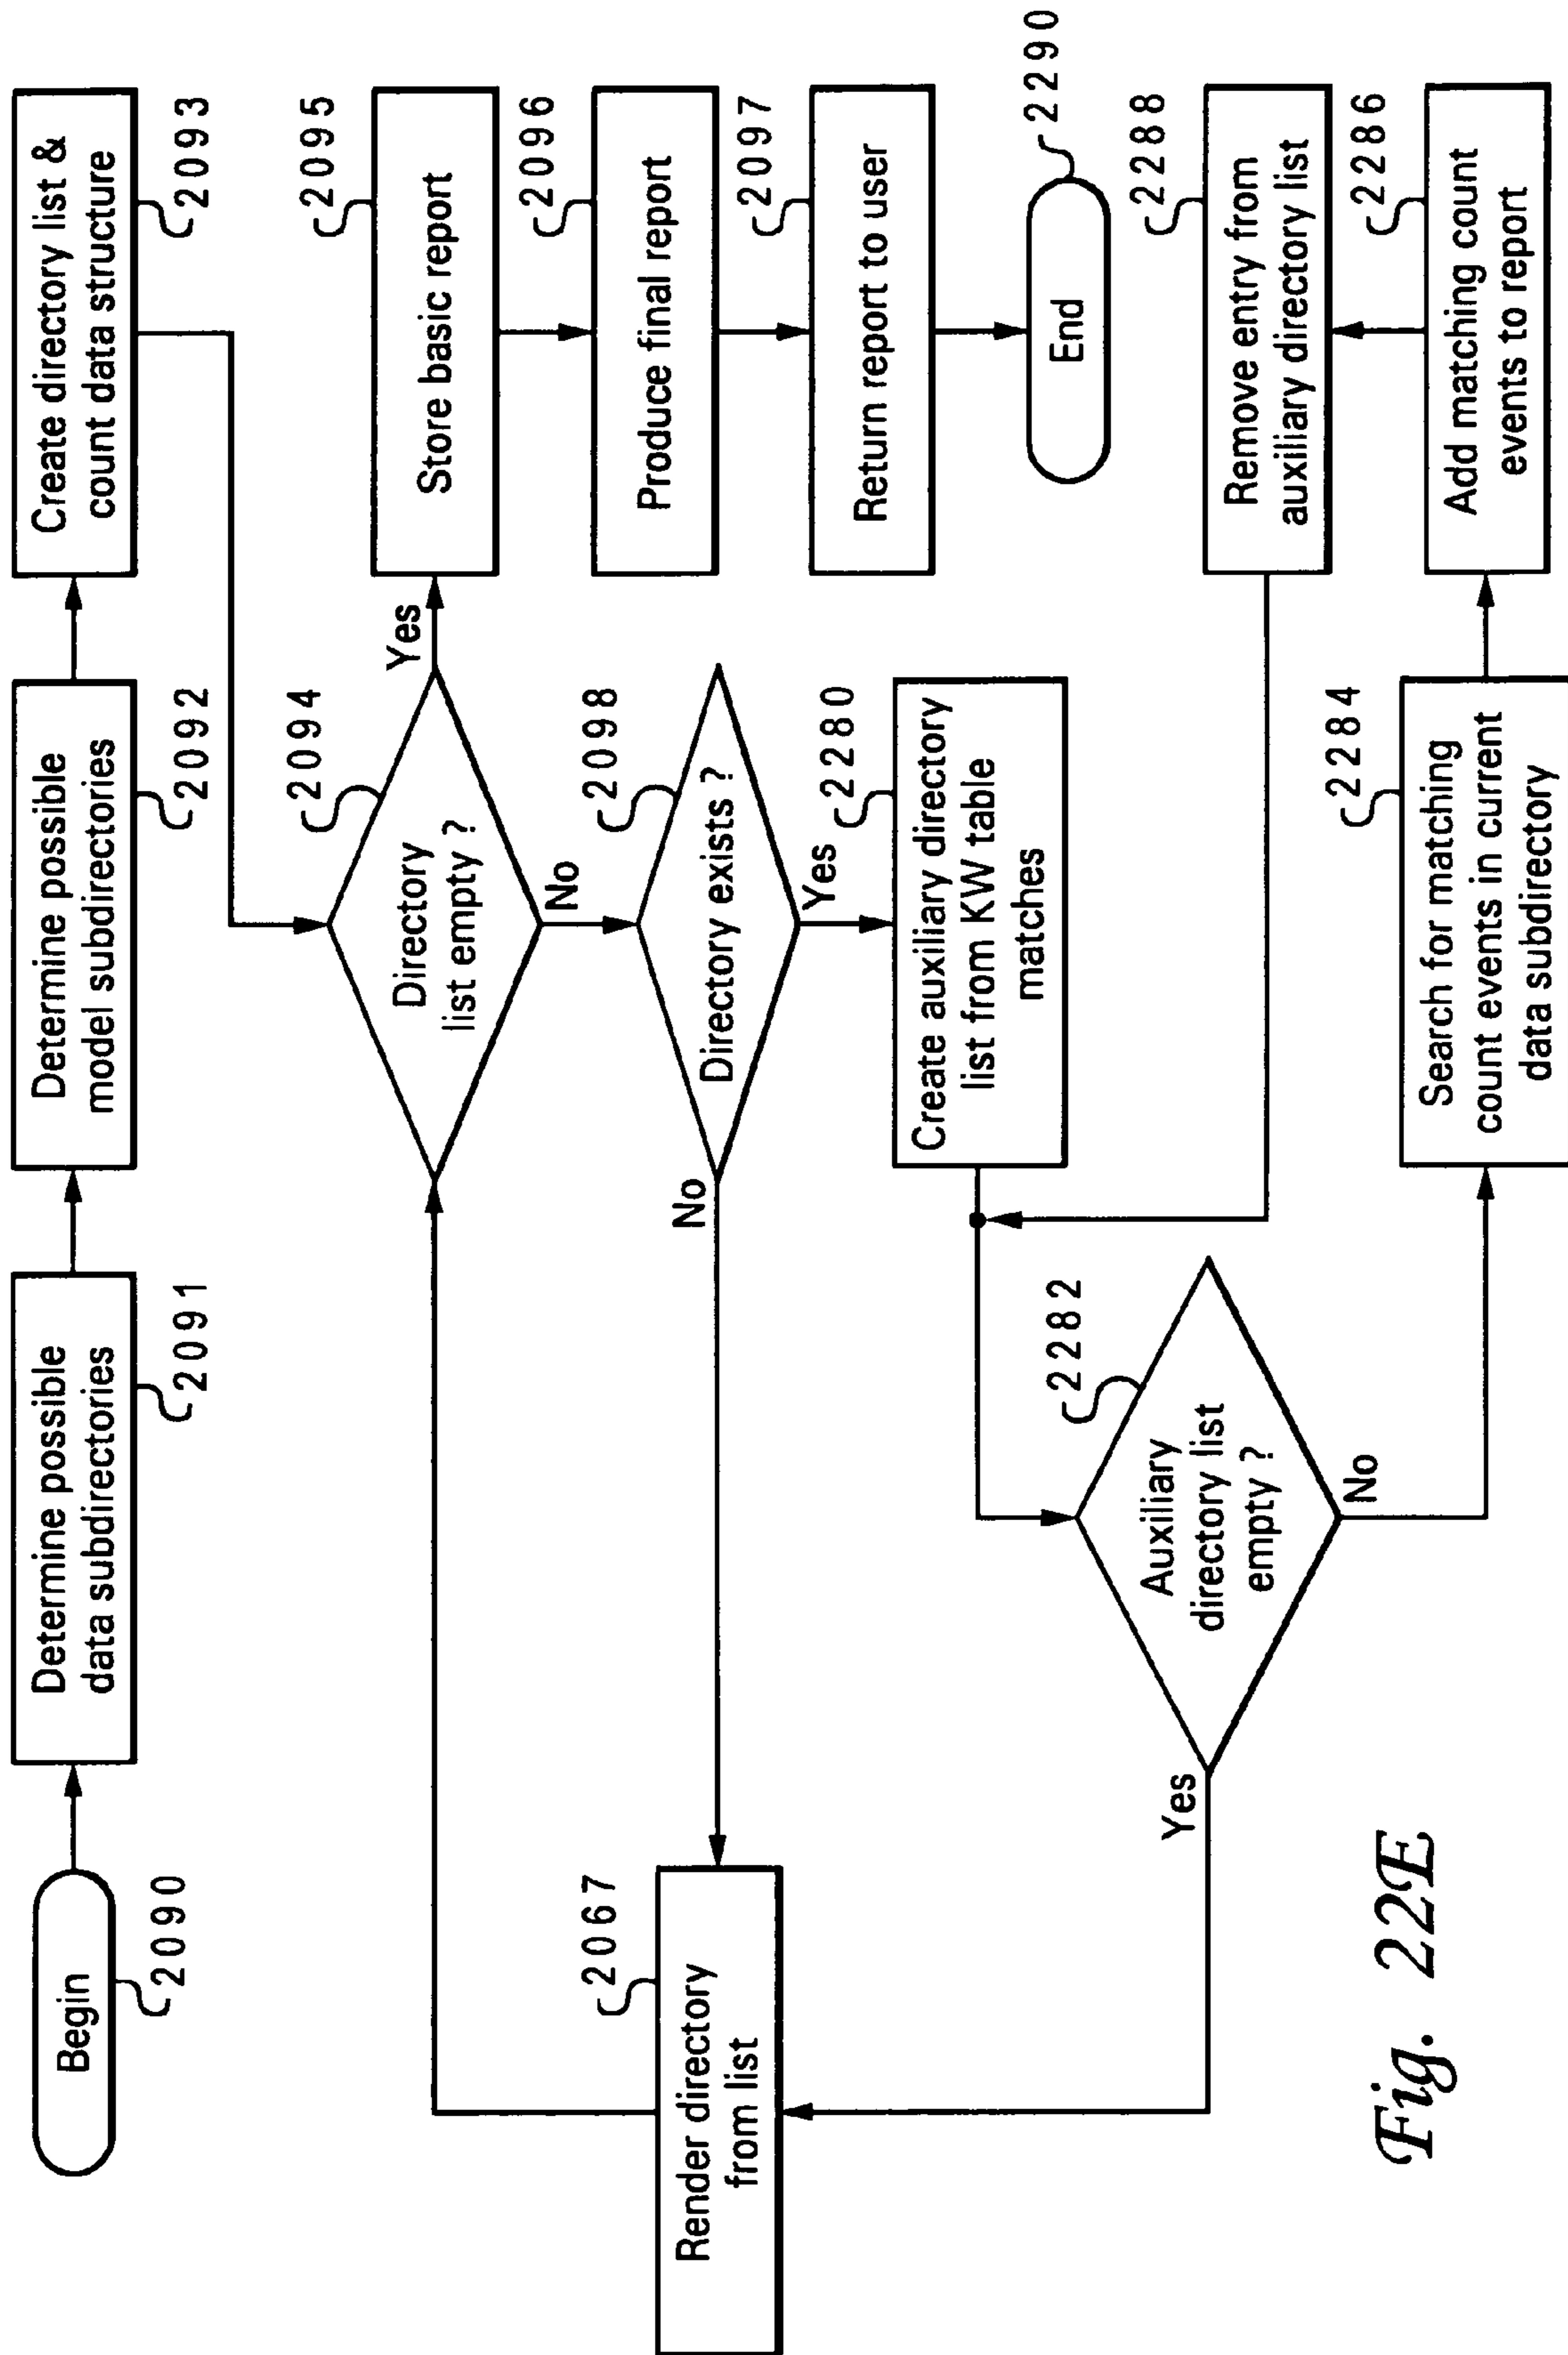 Begin
2090
Determine possible
data subdirectories
2091
Determine possible
model subdirectories
2092
Create directory list &
count data structure
2093
Directory
list empty ?
2094
Yes
No
Store basic report
2095
Produce final report
2096
Return report to user
2097
End
2290
Directory exists ?
2098
No
Yes
Render directory
from list
2067
Create auxiliary directory
list from KW table
matches
2280
Auxiliary
directory list
empty ?
2282
Yes
No
Search for matching
count events in current
data subdirectory
2284
Add matching count
events to report
2286
Remove entry from
auxiliary directory list
2288
Fig. 22E